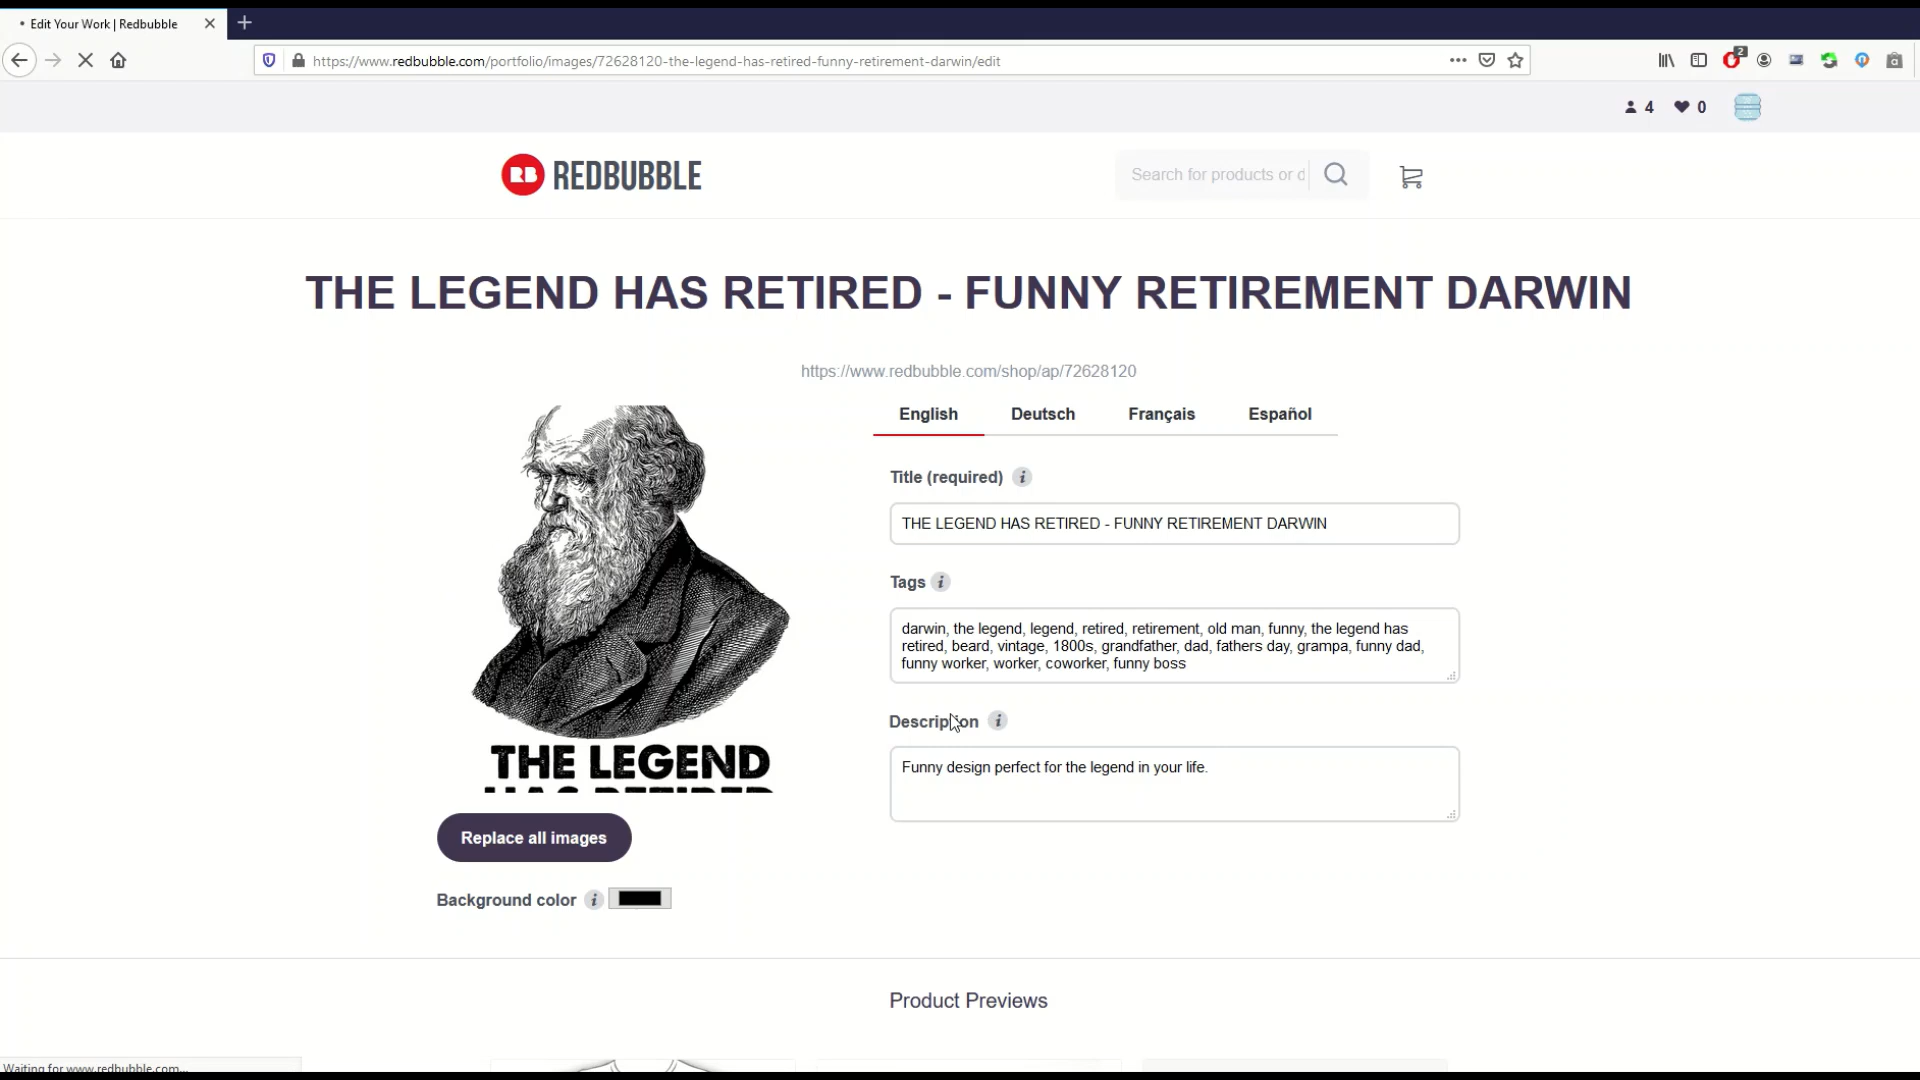 Edit Your Work | Redbubble
https://www.redbubble.com/portfolio/images/72628120-the-legend-has-retired-funny-retirement-darwin/edit
2
4
0
RB REDBUBBLE
Search for products or d
THE LEGEND HAS RETIRED - FUNNY RETIREMENT DARWIN
https://www.redbubble.com/shop/ap/72628120
English
Deutsch
Français
Español
Title (required) i
THE LEGEND HAS RETIRED - FUNNY RETIREMENT DARWIN
Tags i
darwin, the legend, legend, retired, retirement, old man, funny, the legend has
retired, beard, vintage, 1800s, grandfather, dad, fathers day, grampa, funny dad,
funny worker, worker, coworker, funny boss
Description i
Funny design perfect for the legend in your life.
THE LEGEND
HAS RETIRED
Replace all images
Background color i
Product Previews
Waiting for www.redbubble.com...